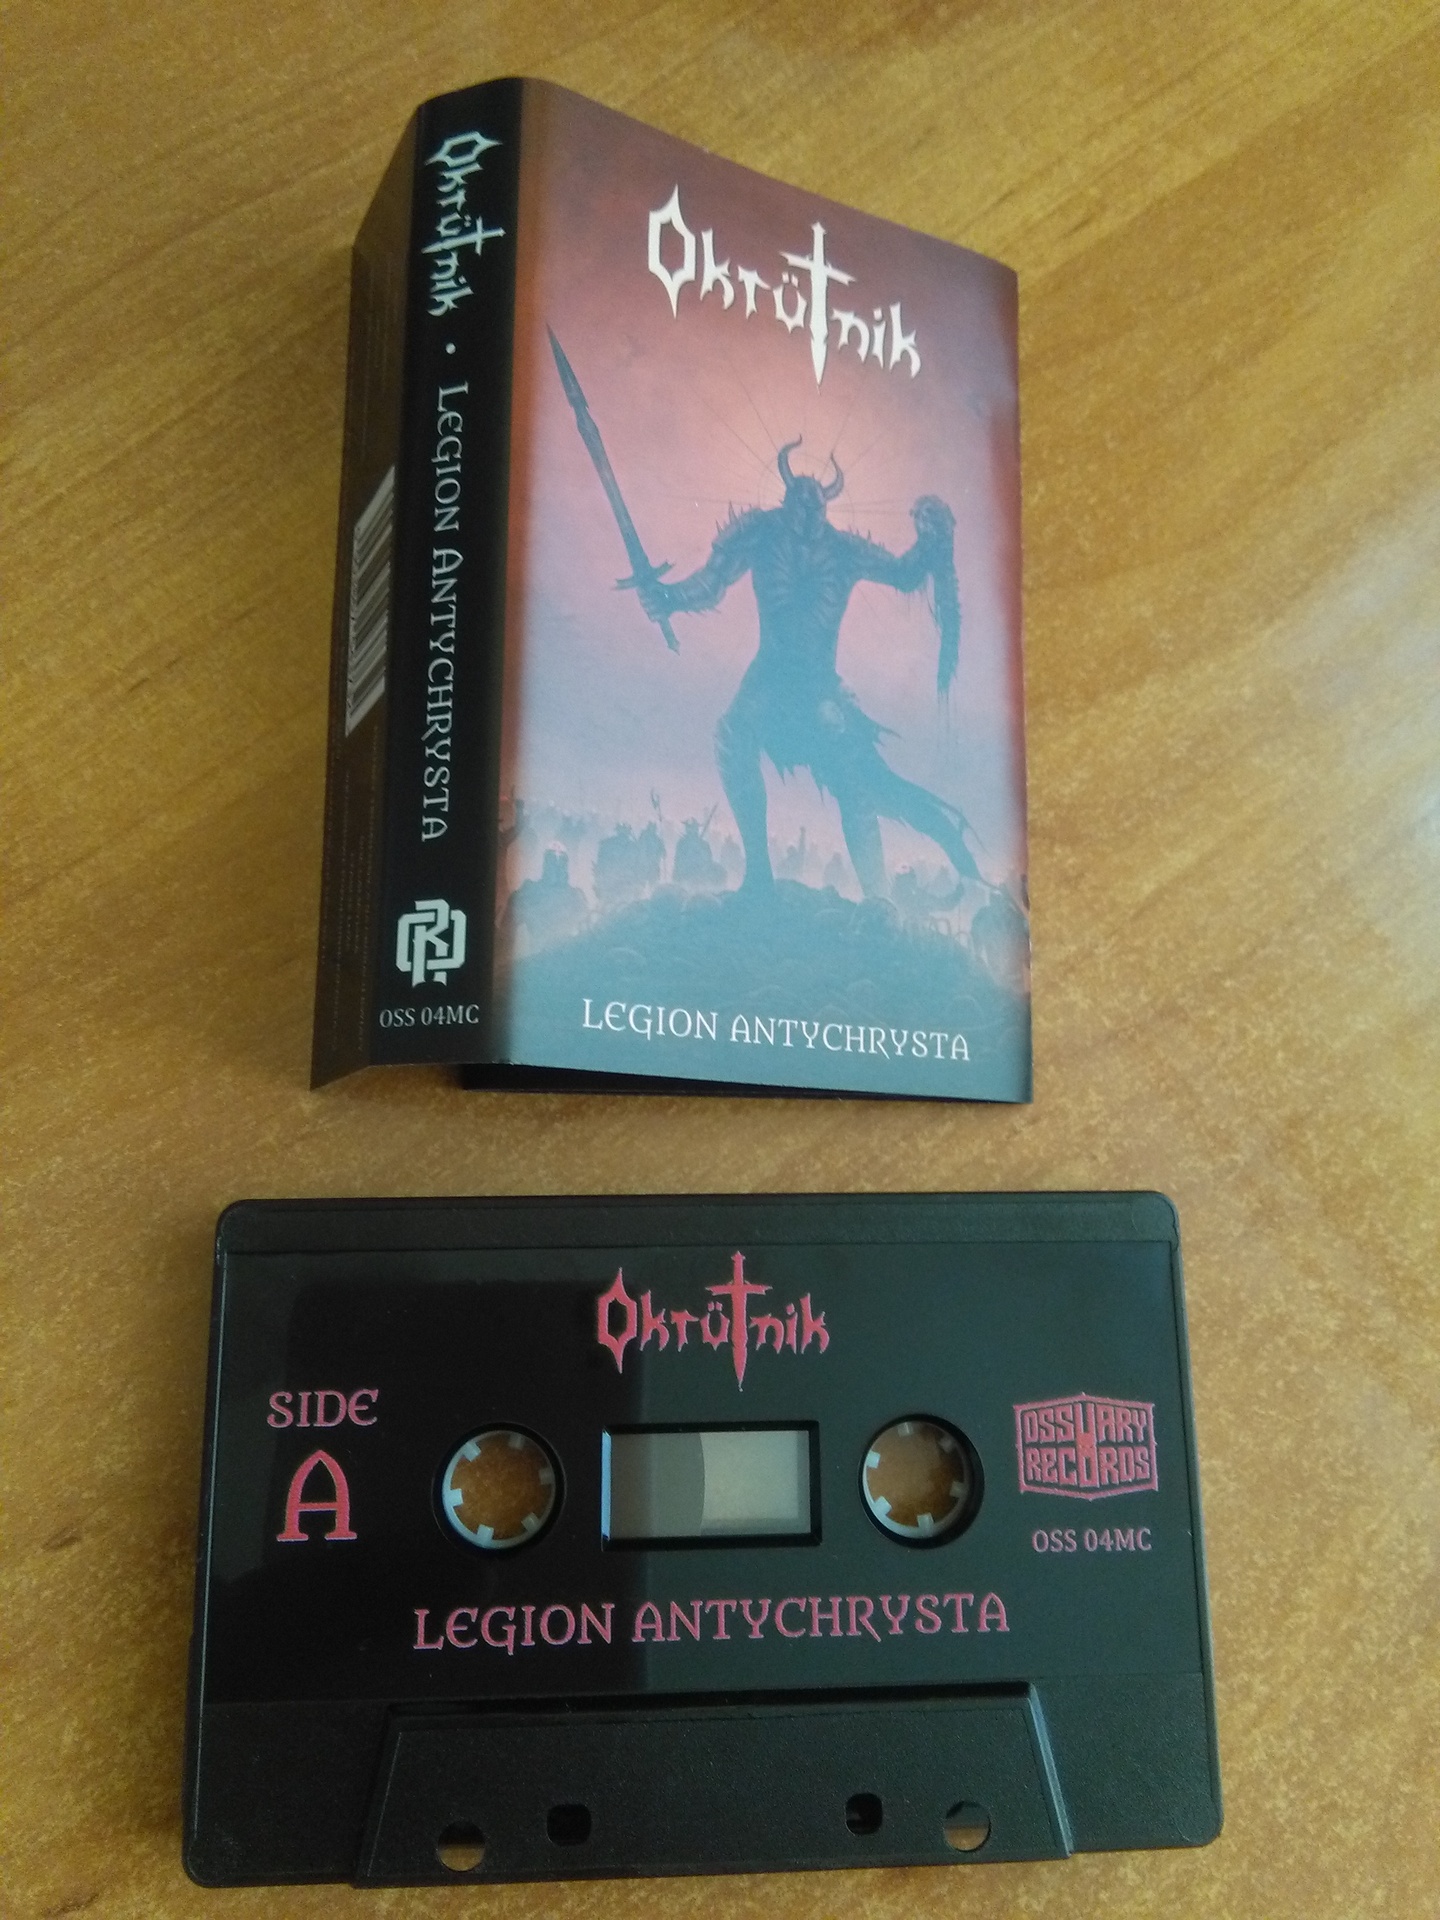 Okrütnik • Legion Antychrysta
OSS 04MC
Okrütnik
Legion Antychrysta
Okrütnik
SIDE
A
OSSUARY
RECORDS
OSS 04MC
Legion Antychrysta